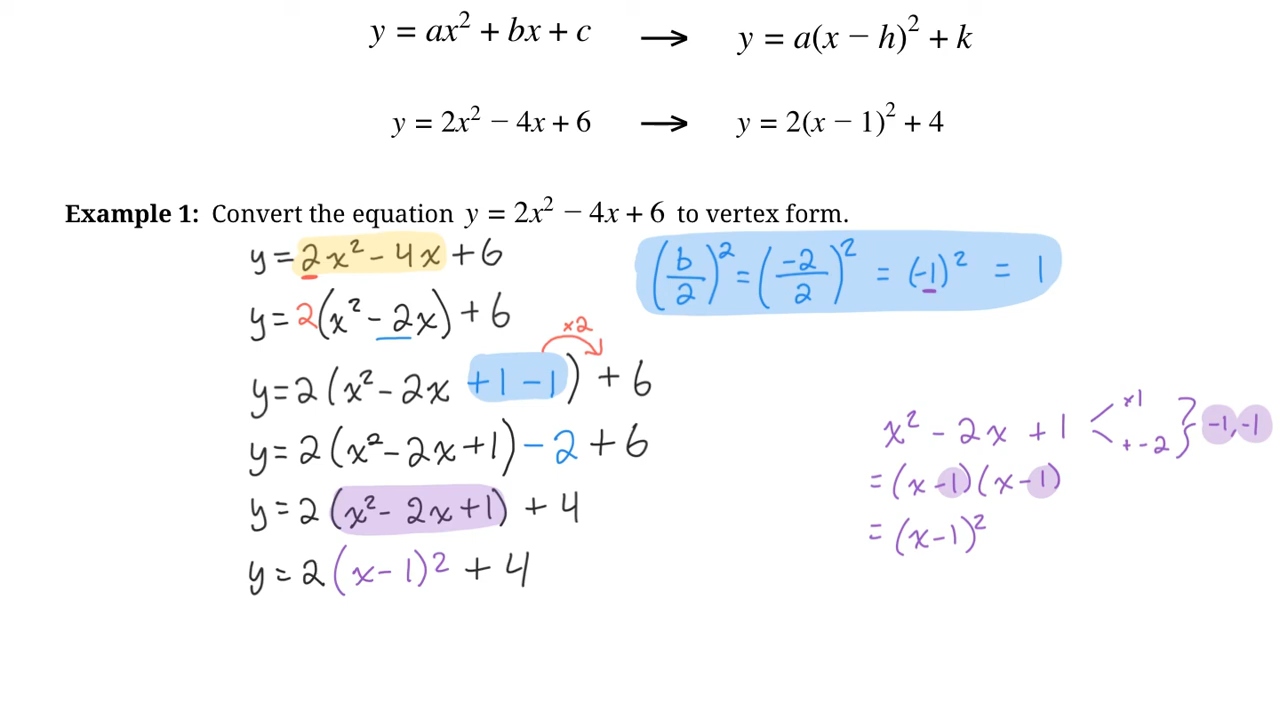 y = ax² + bx + c → y = a(x − h)² + k
y = 2x² − 4x + 6 → y = 2(x − 1)² + 4
Example 1: Convert the equation y = 2x² − 4x + 6 to vertex form.
y = 2x² − 4x + 6
(b/2)² = (−2/2)² = (−1)² = 1
y = 2(x² − 2x) + 6
×2
y = 2(x² − 2x +1 −1) + 6
y = 2(x² − 2x + 1) − 2 + 6
y = 2(x² − 2x + 1) + 4
y = 2(x − 1)² + 4
x² − 2x + 1 < ×1 + −2 } −1, −1
= (x − 1)(x − 1)
= (x − 1)²